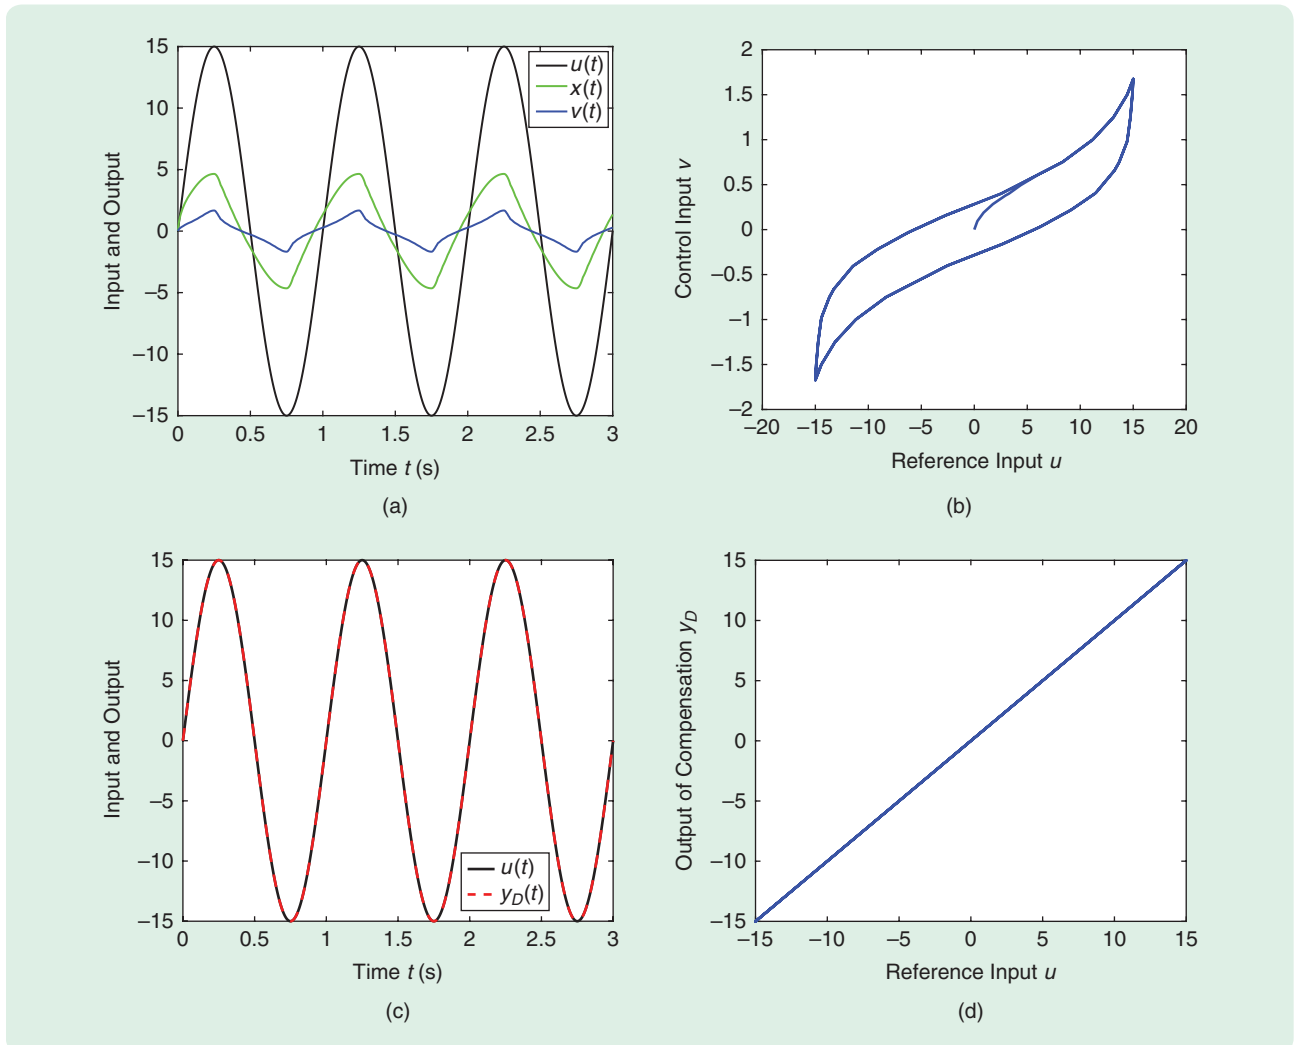 15
10
5
0
–5
–10
–15
Input and Output
u(t)
x(t)
v(t)
0 0.5 1 1.5 2 2.5 3
Time t (s)
(a)
2
1.5
1
0.5
0
–0.5
–1
–1.5
–2
Control Input v
–20 –15 –10 –5 0 5 10 15 20
Reference Input u
(b)
15
10
5
0
–5
–10
–15
Input and Output
u(t)
yD(t)
0 0.5 1 1.5 2 2.5 3
Time t (s)
(c)
15
10
5
0
–5
–10
–15
Output of Compensation yD
–15 –10 –5 0 5 10 15
Reference Input u
(d)